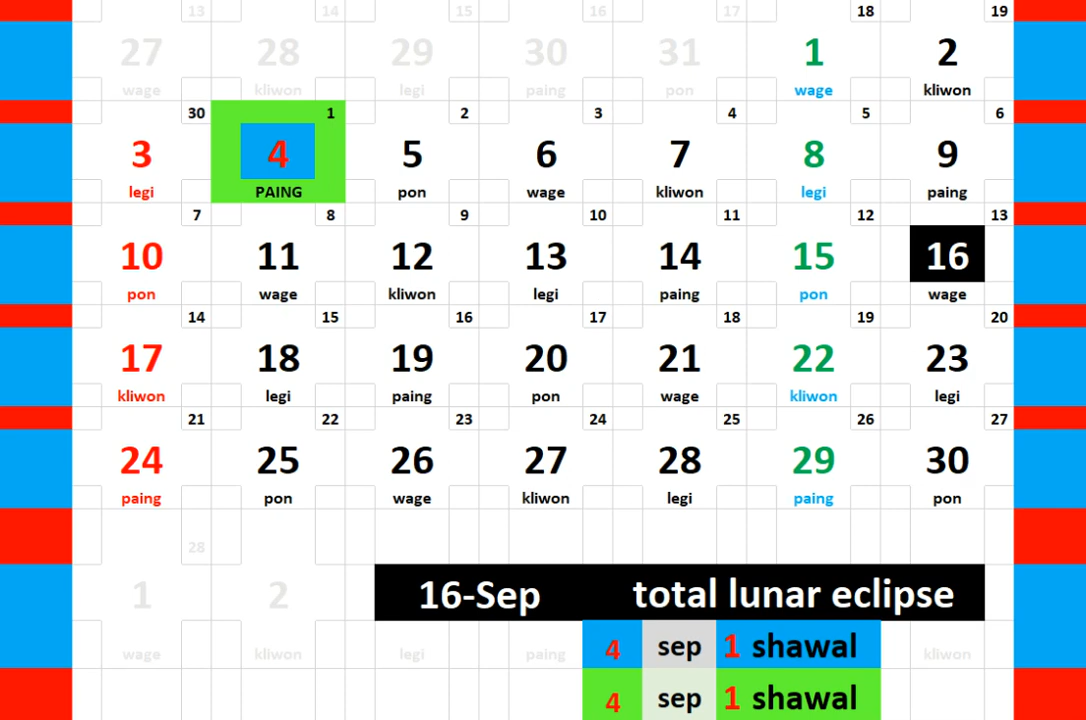 13 14 15 16 17 18 19
27 28 29 30 31 1 2
wage kliwon legi paing pon wage kliwon
30 1 2 3 4 5 6
3 4 5 6 7 8 9
legi PAING pon wage kliwon legi paing
7 8 9 10 11 12 13
10 11 12 13 14 15 16
pon wage kliwon legi paing pon wage
14 15 16 17 18 19 20
17 18 19 20 21 22 23
kliwon legi paing pon wage kliwon legi
21 22 23 24 25 26 27
24 25 26 27 28 29 30
paing pon wage kliwon legi paing pon
28
1 2 16-Sep total lunar eclipse
4 sep 1 shawal
wage kliwon legi paing kliwon
4 sep 1 shawal